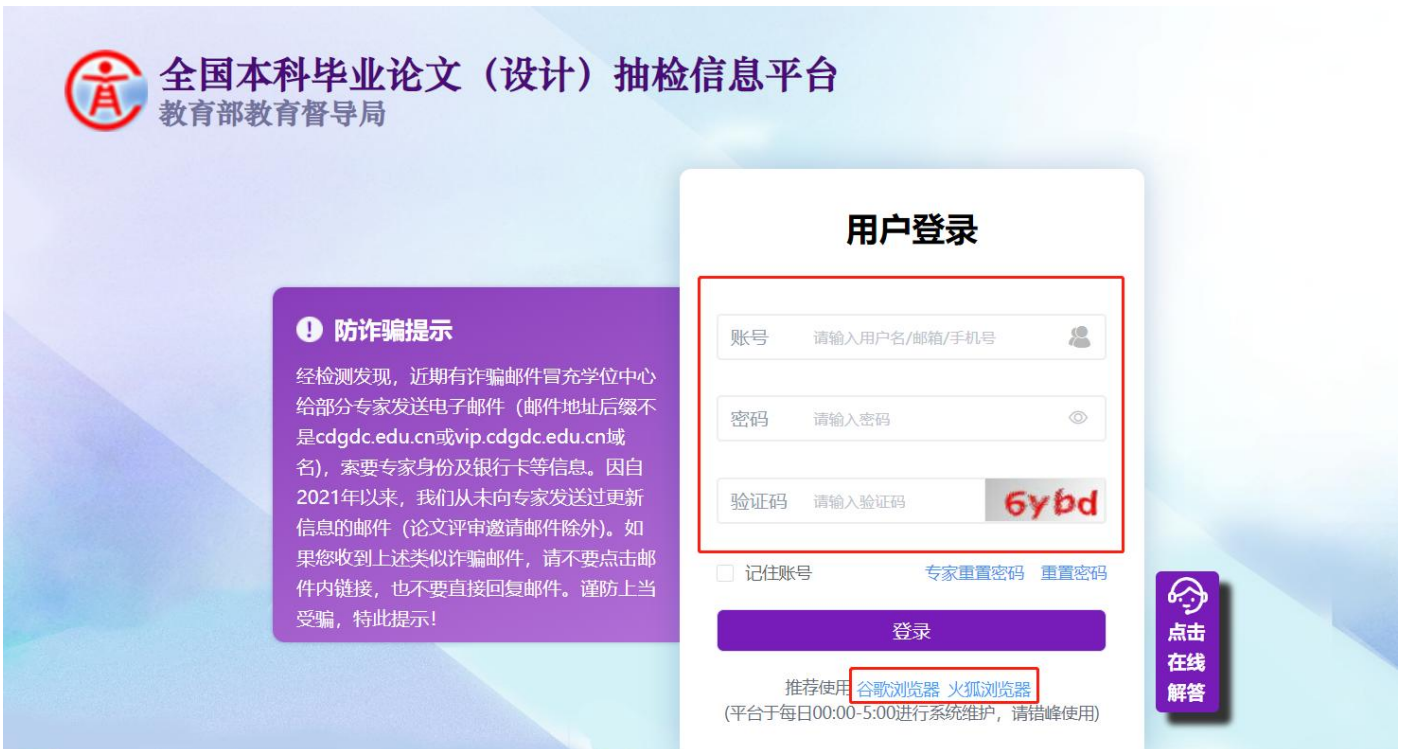 全国本科毕业论文（设计）抽检信息平台
教育部教育督导局
用户登录
防诈骗提示
经检测发现，近期有诈骗邮件冒充学位中心
给部分专家发送电子邮件（邮件地址后缀不
是cdgdc.edu.cn或vip.cdgdc.edu.cn域
名)，索要专家身份及银行卡等信息。因自
2021年以来，我们从未向专家发送过更新
信息的邮件（论文评审邀请邮件除外)。如
果您收到上述类似诈骗邮件，请不要点击邮
件内链接，也不要直接回复邮件。谨防上当
受骗，特此提示!
账号 请输入用户名/邮箱/手机号
密码 请输入密码
验证码 请输入验证码 6ybd
记住账号 专家重置密码 重置密码
登录
推荐使用 谷歌浏览器 火狐浏览器
(平台于每日00:00-5:00进行系统维护，请错峰使用)
点击
在线
解答